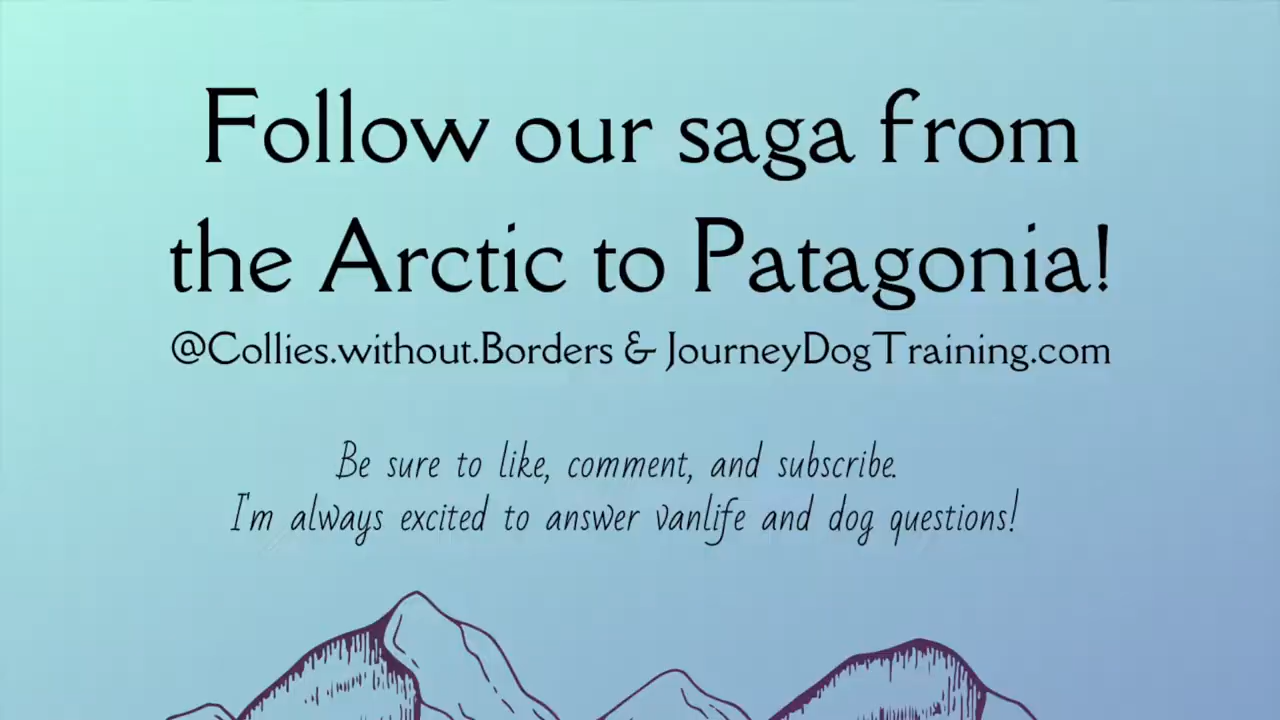 Follow our saga from
the Arctic to Patagonia!
@Collies.without.Borders & JourneyDogTraining.com
Be sure to like, comment, and subscribe.
I'm always excited to answer vanlife and dog questions!